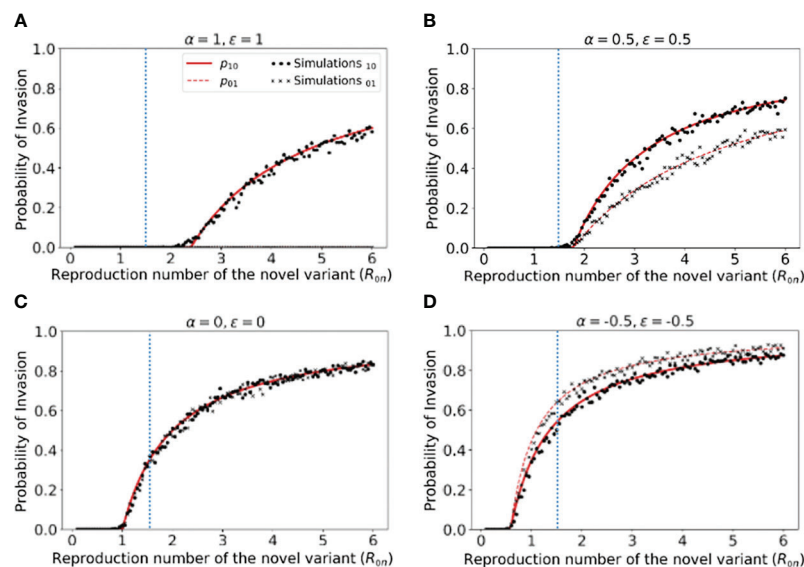 A
α = 1, ε = 1
Probability of Invasion
1.0
0.8
0.6
0.4
0.2
0.0
p10
p01
Simulations 10
Simulations 01
0 1 2 3 4 5 6
Reproduction number of the novel variant (R0n)
B
α = 0.5, ε = 0.5
Probability of Invasion
1.0
0.8
0.6
0.4
0.2
0.0
0 1 2 3 4 5 6
Reproduction number of the novel variant (R0n)
C
α = 0, ε = 0
Probability of Invasion
1.0
0.8
0.6
0.4
0.2
0.0
0 1 2 3 4 5 6
Reproduction number of the novel variant (R0n)
D
α = -0.5, ε = -0.5
Probability of Invasion
1.0
0.8
0.6
0.4
0.2
0.0
0 1 2 3 4 5 6
Reproduction number of the novel variant (R0n)